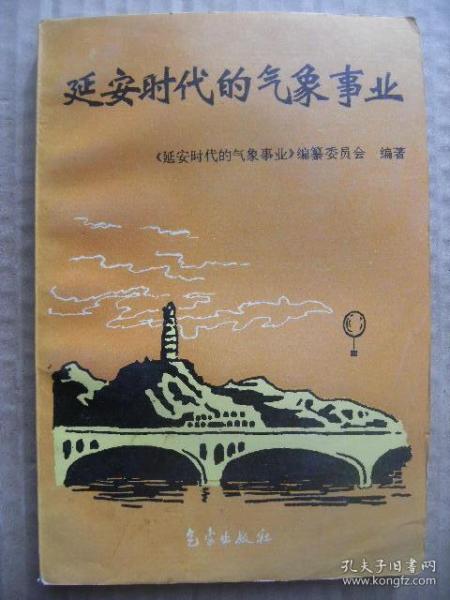 延安时代的气象事业
《延安时代的气象事业》编纂委员会 编著
气象出版社
孔夫子旧书网
www.kongfz.com